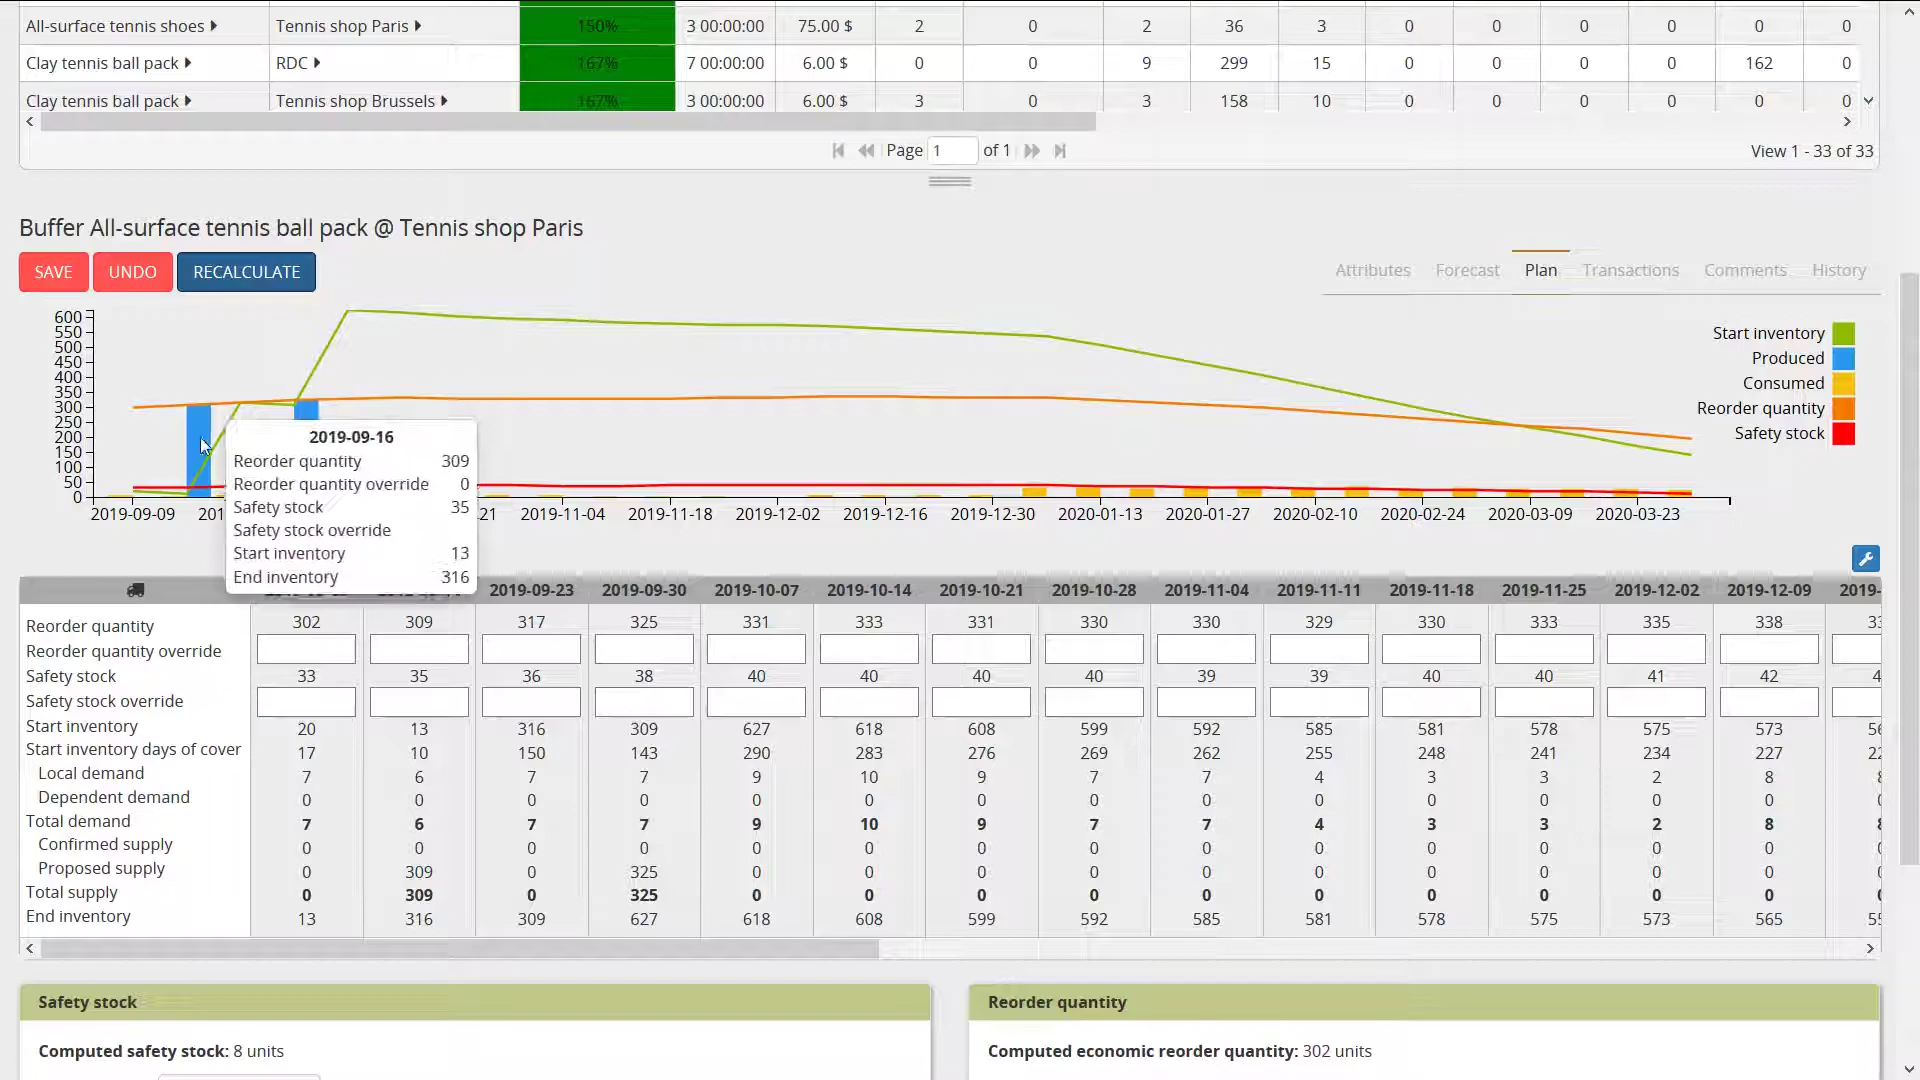 All-surface tennis shoes Tennis shop Paris 150% 3 00:00:00 75.00 $ 2 0 2 36 3 0 0 0 0 0 0
Clay tennis ball pack RDC 167% 7 00:00:00 6.00 $ 0 0 9 299 15 0 0 0 0 162 0
Clay tennis ball pack Tennis shop Brussels 167% 3 00:00:00 6.00 $ 3 0 3 158 10 0 0 0 0 0 0
Page 1 of 1
View 1 - 33 of 33
Buffer All-surface tennis ball pack @ Tennis shop Paris
SAVE UNDO RECALCULATE
Attributes Forecast Plan Transactions Comments History
600
550
500
450
400
350
300
250
200
150
100
50
0
Start inventory
Produced
Consumed
Reorder quantity
Safety stock
2019-09-16
Reorder quantity 309
Reorder quantity override 0
Safety stock 35
Safety stock override
Start inventory 13
End inventory 316
2019-09-09 201 21 2019-11-04 2019-11-18 2019-12-02 2019-12-16 2019-12-30 2020-01-13 2020-01-27 2020-02-10 2020-02-24 2020-03-09 2020-03-23
2019-09-23 2019-09-30 2019-10-07 2019-10-14 2019-10-21 2019-10-28 2019-11-04 2019-11-11 2019-11-18 2019-11-25 2019-12-02 2019-12-09 2019-
Reorder quantity 302 309 317 325 331 333 331 330 330 329 330 333 335 338 33
Reorder quantity override
Safety stock 33 35 36 38 40 40 40 40 39 39 40 40 41 42 4
Safety stock override
Start inventory 20 13 316 309 627 618 608 599 592 585 581 578 575 573 56
Start inventory days of cover 17 10 150 143 290 283 276 269 262 255 248 241 234 227 22
Local demand 7 6 7 7 9 10 9 7 7 4 3 3 2 8 8
Dependent demand 0 0 0 0 0 0 0 0 0 0 0 0 0 0 0
Total demand 7 6 7 7 9 10 9 7 7 4 3 3 2 8 8
Confirmed supply 0 0 0 0 0 0 0 0 0 0 0 0 0 0 0
Proposed supply 0 309 0 325 0 0 0 0 0 0 0 0 0 0 0
Total supply 0 309 0 325 0 0 0 0 0 0 0 0 0 0 0
End inventory 13 316 309 627 618 608 599 592 585 581 578 575 573 565 55
Safety stock
Reorder quantity
Computed safety stock: 8 units
Computed economic reorder quantity: 302 units